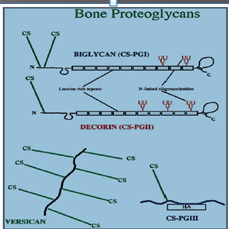 Bone Proteoglycans
CS CS
BIGLYCAN (CS-PGI)
N
C
CS
Leucine rich repeats N-linked oligosaccharides
N
C
DECORIN (CS-PGII)
CS
CS
CS
CS
CS
CS
CS
CS
HA
VERSICAN
CS-PGIII